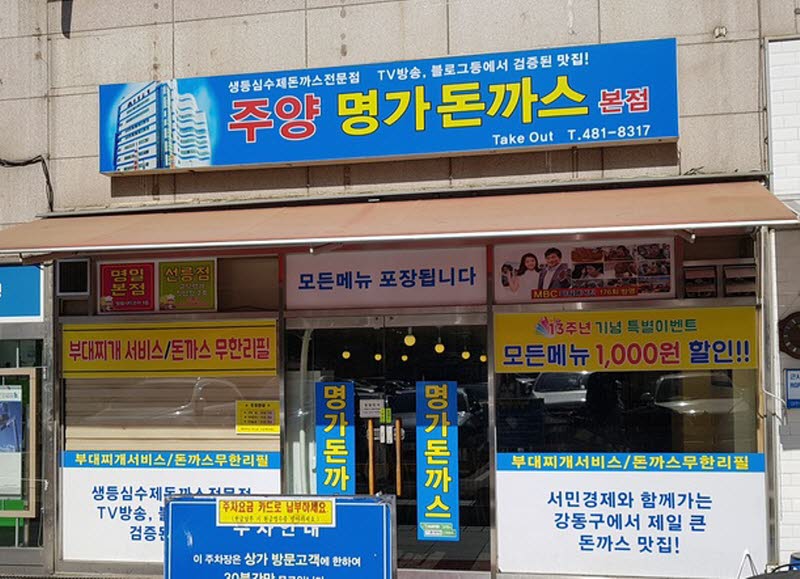 생등심수제돈까스전문점 TV방송, 블로그등에서 검증된 맛집!
주양 명가돈까스 본점
Take Out T.481-8317
명일
본점
선릉점
모든메뉴 포장됩니다
MBC
부대찌개 서비스/돈까스 무한리필
13주년 기념 특별이벤트
모든메뉴 1,000원 할인!!
명가돈까
명가돈까스
부대찌개서비스/돈까스무한리필
생등심수제돈까스전문점
TV방송, 블로
검증된
부대찌개서비스/돈까스무한리필
서민경제와 함께가는
강동구에서 제일 큰
돈까스 맛집!
주차요금 카드로 납부하세요
주차안내
이 주차장은 상가 방문고객에 한하여
30분간만